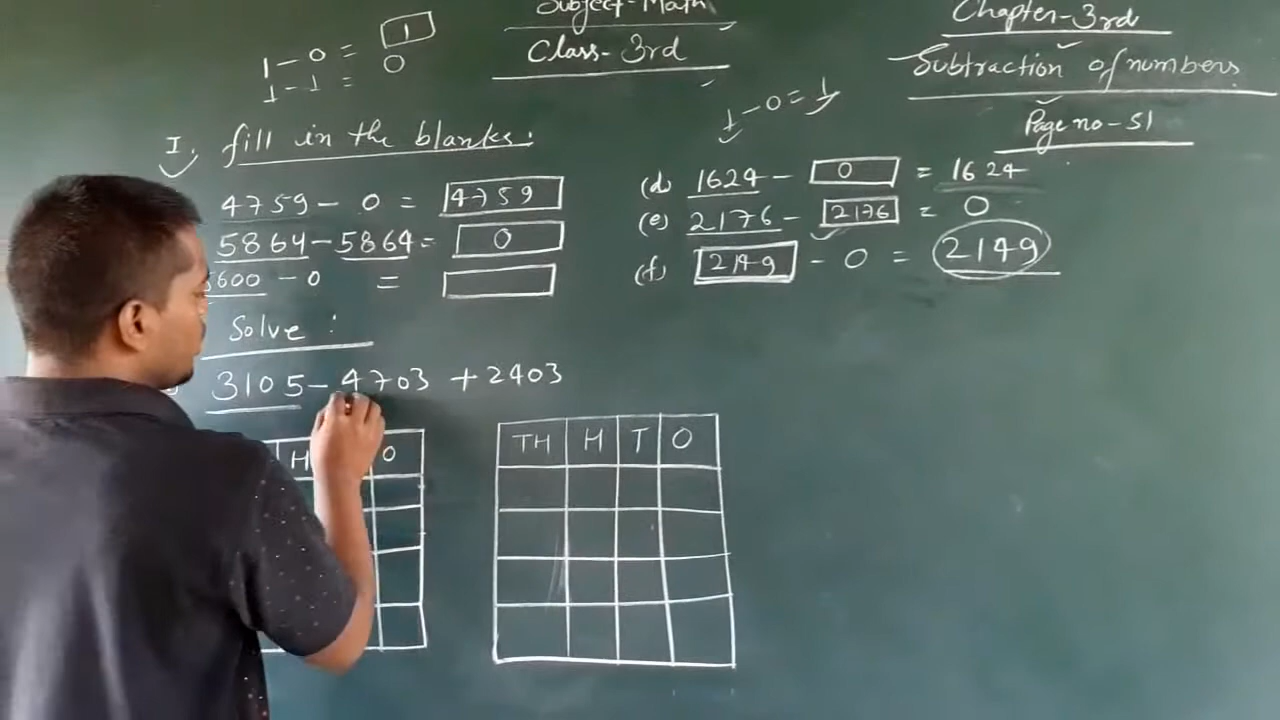 Subject-Math
Class-3rd
Chapter-3rd
Subtraction of numbers
Page no-51
1-0= 1
1-1= 0
1-0=1
I. fill in the blanks:
4759-0=4759
5864-5864=0
600-0=
(d) 1624-0=1624
(e) 2176-2176=0
(f) 2149-0=2149
Solve:
3105-4703+2403
H O
TH H T O